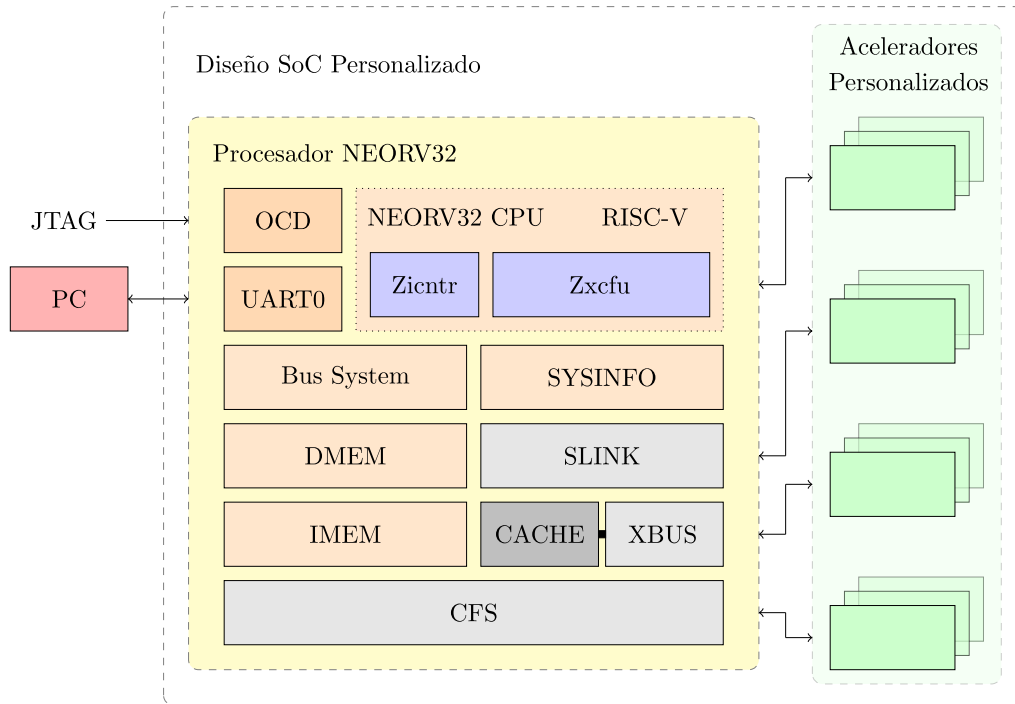 Diseño SoC Personalizado
Aceleradores
Personalizados
Procesador NEORV32
JTAG
OCD
NEORV32 CPU
RISC-V
PC
UART0
Zicntr
Zxcfu
Bus System
SYSINFO
DMEM
SLINK
IMEM
CACHE
XBUS
CFS